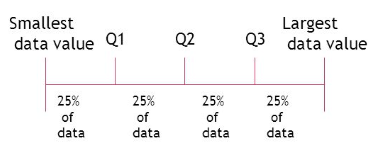 Smallest
data value
Q1
Q2
Q3
Largest
data value
25%
of
data
25%
of
data
25%
of
data
25%
of
data